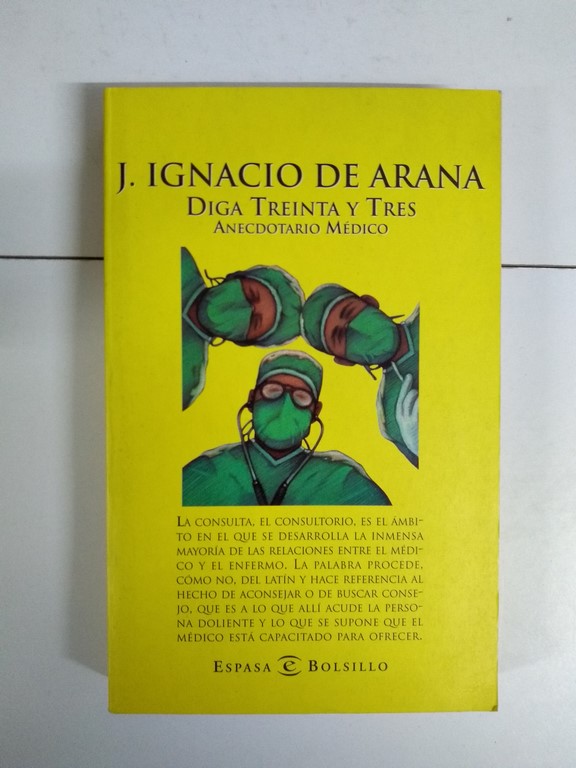 J. IGNACIO DE ARANA
DIGA TREINTA Y TRES
ANECDOTARIO MÉDICO
LA CONSULTA, EL CONSULTORIO, ES EL ÁMBI-
TO EN EL QUE SE DESARROLLA LA INMENSA
MAYORÍA DE LAS RELACIONES ENTRE EL MÉDI-
CO Y EL ENFERMO. LA PALABRA PROCEDE,
CÓMO NO, DEL LATÍN Y HACE REFERENCIA AL
HECHO DE ACONSEJAR O DE BUSCAR CONSE-
JO, QUE ES A LO QUE ALLÍ ACUDE LA PERSO-
NA DOLIENTE Y LO QUE SE SUPONE QUE EL
MÉDICO ESTÁ CAPACITADO PARA OFRECER.
ESPASA e BOLSILLO